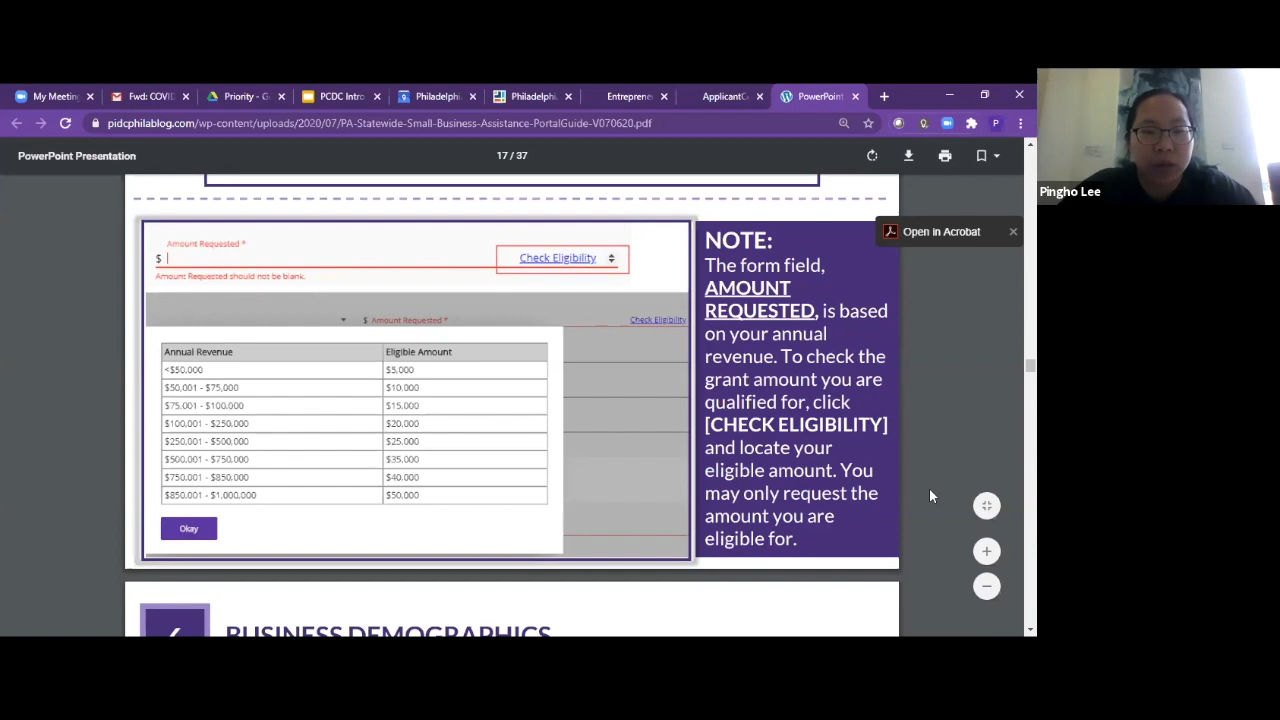 My Meetin
Fwd: COVI
Priority - G
PCDC Intro
Philadelphi
Philadelphi
Entreprene
ApplicantG
PowerPoint
pidcphilablog.com/wp-content/uploads/2020/07/PA-Statewide-Small-Business-Assistance-PortalGuide-V070620.pdf
P
PowerPoint Presentation
17 / 37
Open in Acrobat
Amount Requested *
$
Check Eligibility
Amount Requested should not be blank.
$ Amount Requested *
Check Eligibility
Annual Revenue Eligible Amount
<$50,000 $5,000
$50,001 - $75,000 $10,000
$75,001 - $100,000 $15,000
$100,001 - $250,000 $20,000
$250,001 - $500,000 $25,000
$500,001 - $750,000 $35,000
$750,001 - $850,000 $40,000
$850,001 - $1,000,000 $50,000
Okay
NOTE:
The form field,
AMOUNT
REQUESTED, is based
on your annual
revenue. To check the
grant amount you are
qualified for, click
[CHECK ELIGIBILITY]
and locate your
eligible amount. You
may only request the
amount you are
eligible for.
BUSINESS DEMOGRAPHICS
Pingho Lee